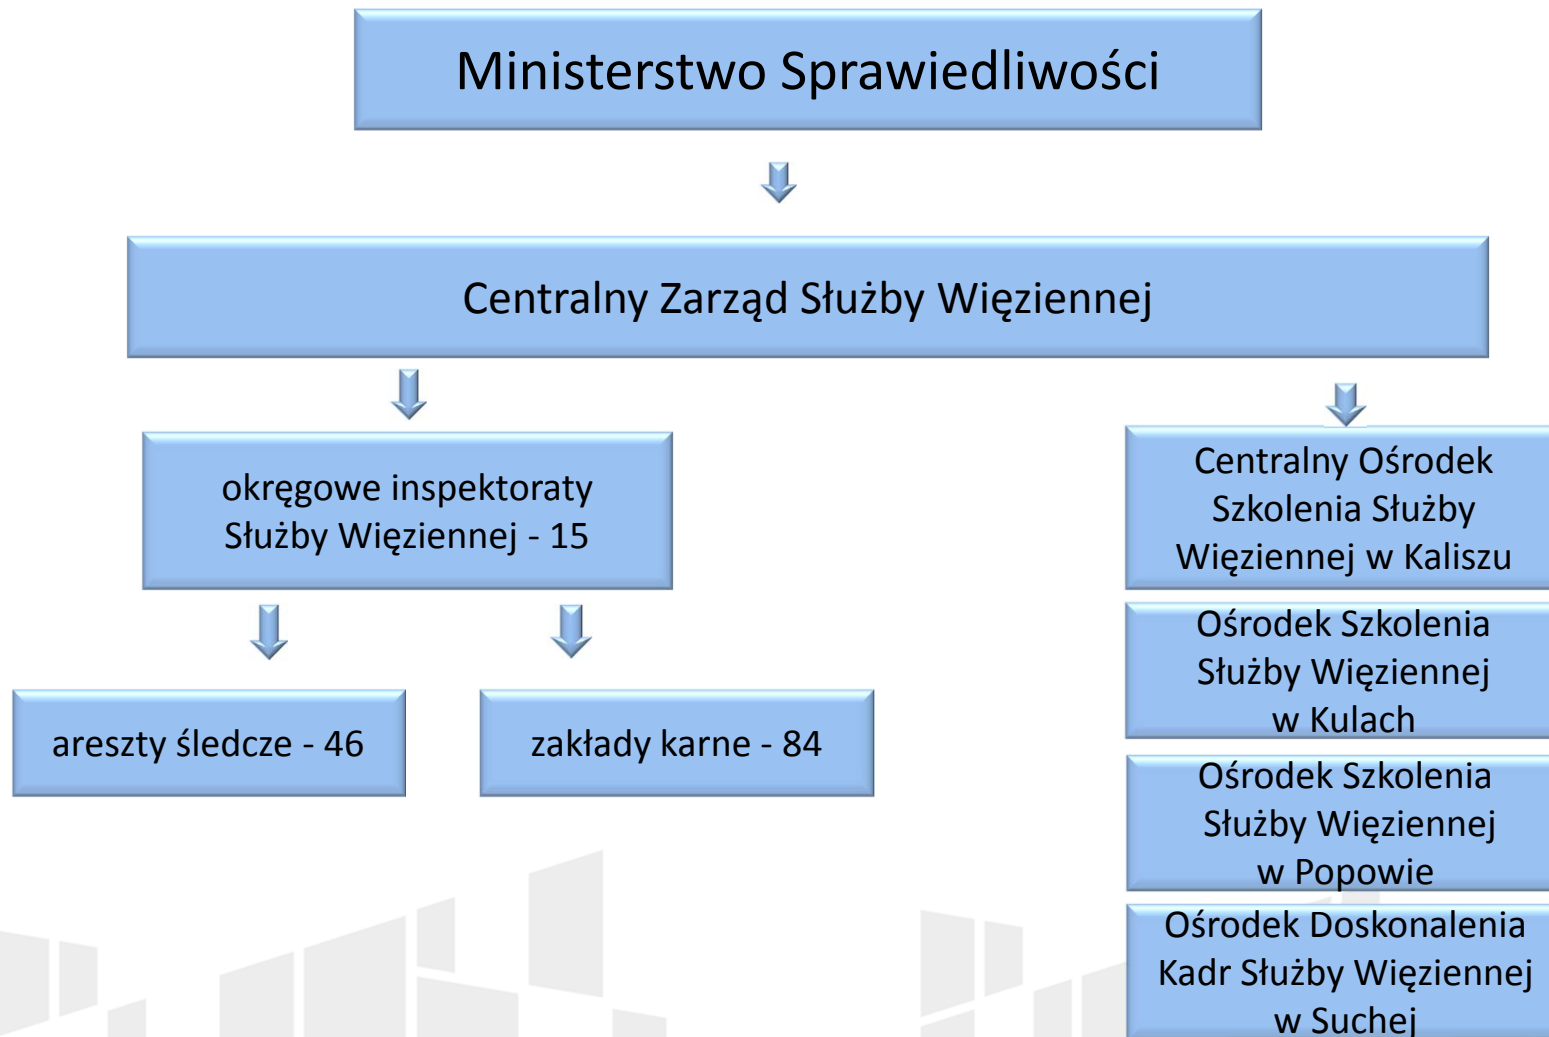 Ministerstwo Sprawiedliwości
Centralny Zarząd Służby Więziennej
okręgowe inspektoraty
Służby Więziennej - 15
areszty śledcze - 46
zakłady karne - 84
Centralny Ośrodek
Szkolenia Służby
Więziennej w Kaliszu
Ośrodek Szkolenia
Służby Więziennej
w Kulach
Ośrodek Szkolenia
Służby Więziennej
w Popowie
Ośrodek Doskonalenia
Kadr Służby Więziennej
w Suchej